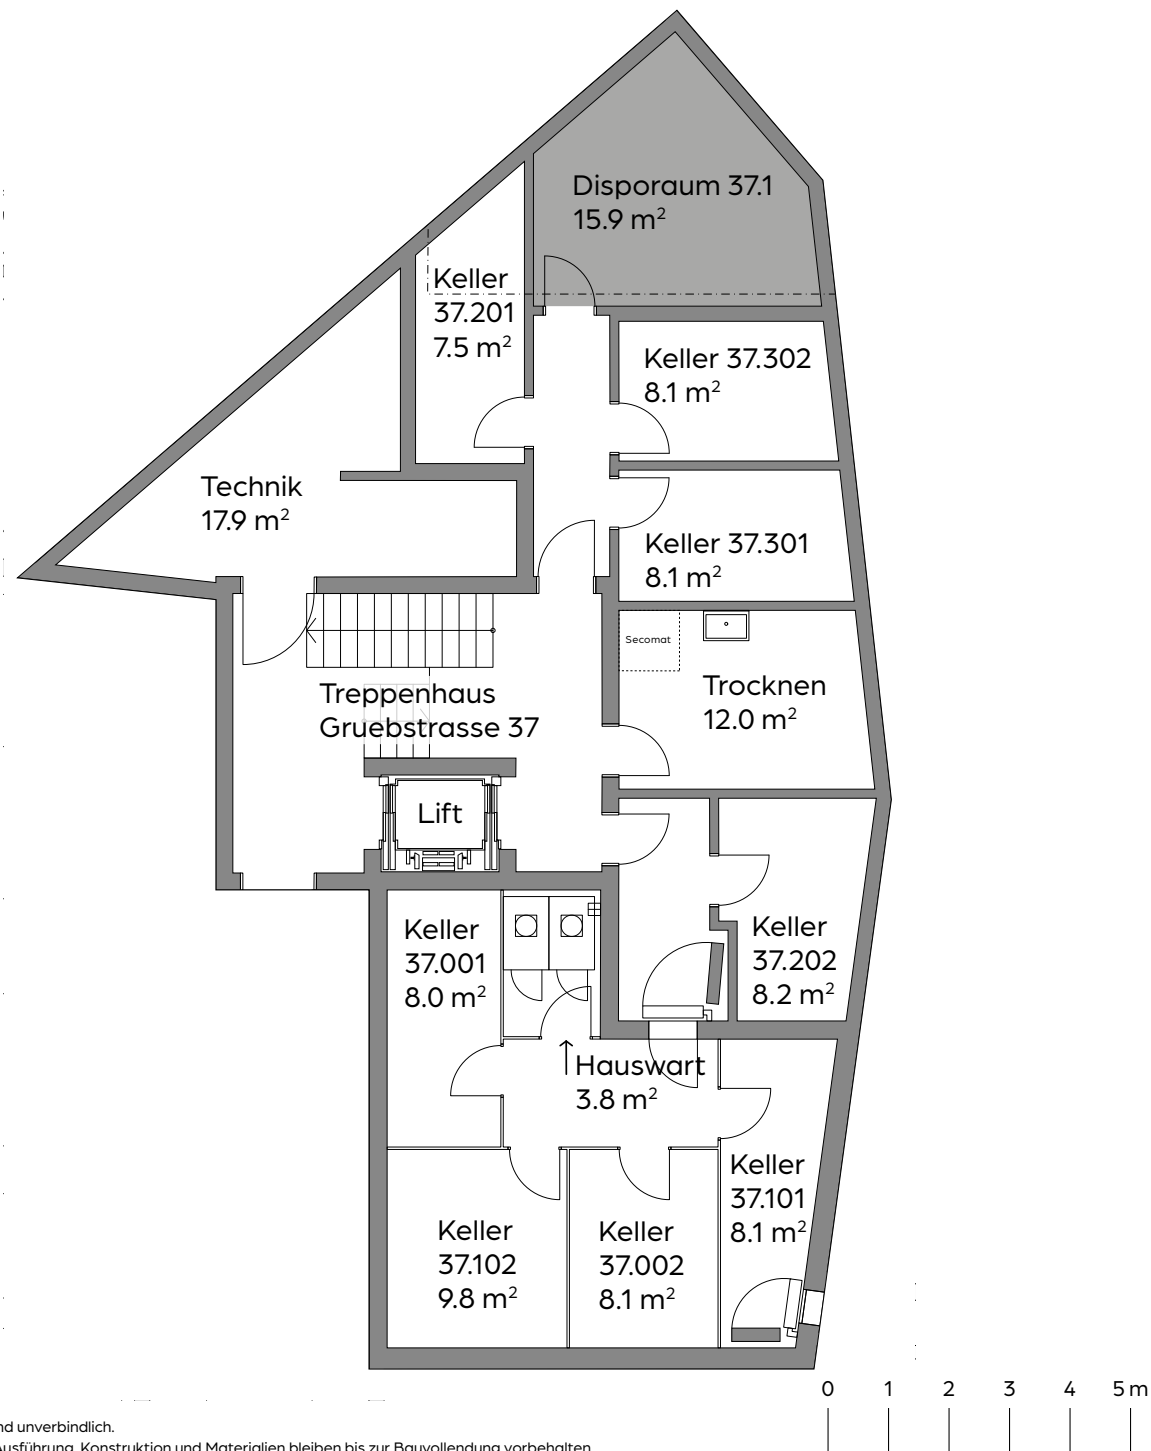 Disporaum 37.1
15.9 m²
Keller
37.201
7.5 m²
Keller 37.302
8.1 m²
Technik
17.9 m²
Keller 37.301
8.1 m²
Secomat
Trocknen
12.0 m²
Treppenhaus
Gruebstrasse 37
Lift
Keller
37.001
8.0 m²
Keller
37.202
8.2 m²
Hauswart
3.8 m²
Keller
37.101
8.1 m²
Keller
37.102
9.8 m²
Keller
37.002
8.1 m²
0 1 2 3 4 5 m
unverbindlich.
Ausführung, Konstruktion und Materialien bleiben bis zur Bauvollendung vorbehalten